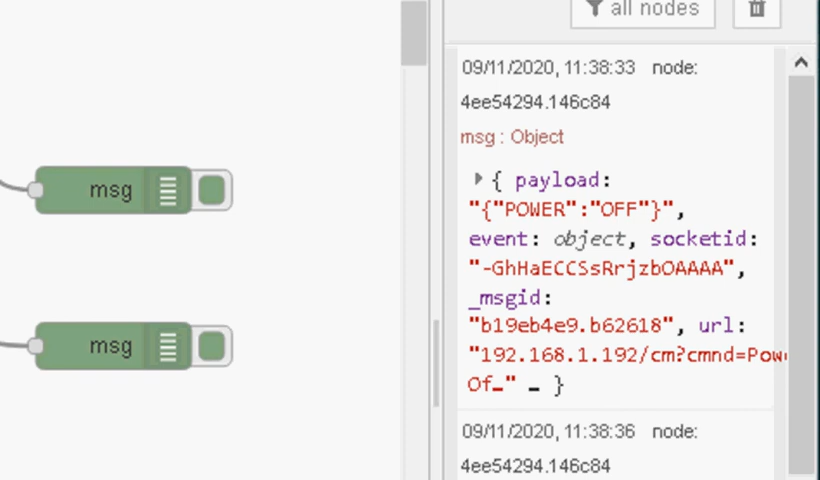 all nodes
msg
msg
09/11/2020, 11:38:33 node:
4ee54294.146c84
msg : Object
{ payload:
"{"POWER":"OFF"}",
event: object, socketid:
"-GhHaECCSsRrjzbOAAAA",
_msgid:
"b19eb4e9.b62618", url:
"192.168.1.192/cm?cmnd=Pow
Of…" … }
09/11/2020, 11:38:36 node:
4ee54294.146c84